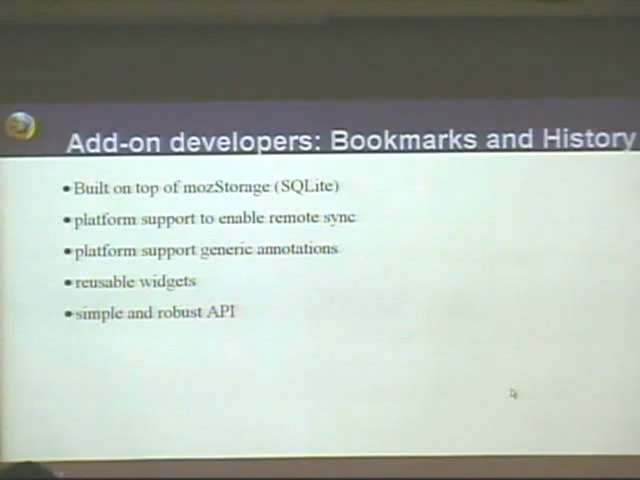 Add-on developers: Bookmarks and History
•Built on top of mozStorage (SQLite)
•platform support to enable remote sync
•platform support generic annotations
•reusable widgets
•simple and robust API